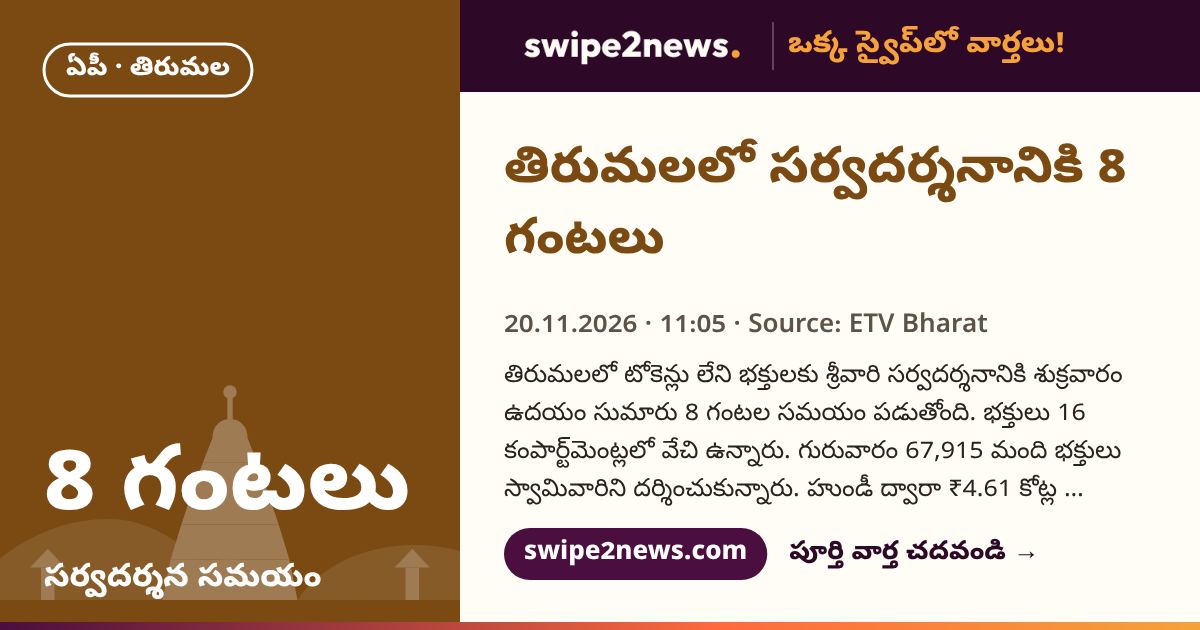 ఏపీ · తిరుమల
8 గంటలు
సర్వదర్శన సమయం
swipe2news.
ఒక్క స్వైప్‌లో వార్తలు!
తిరుమలలో సర్వదర్శనానికి 8
గంటలు
20.11.2026 · 11:05 · Source: ETV Bharat
తిరుమలలో టోకెన్లు లేని భక్తులకు శ్రీవారి సర్వదర్శనానికి శుక్రవారం
ఉదయం సుమారు 8 గంటల సమయం పడుతోంది. భక్తులు 16
కంపార్ట్‌మెంట్లలో వేచి ఉన్నారు. గురువారం 67,915 మంది భక్తులు
స్వామివారిని దర్శించుకున్నారు. హుండీ ద్వారా ₹4.61 కోట్ల ...
swipe2news.com
పూర్తి వార్త చదవండి →